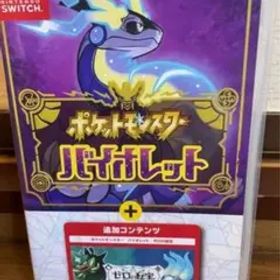 NINTENDO
SWITCH.
ポケットモンスター
バイオレット
+
追加コンテンツ
ゼロの秘宝